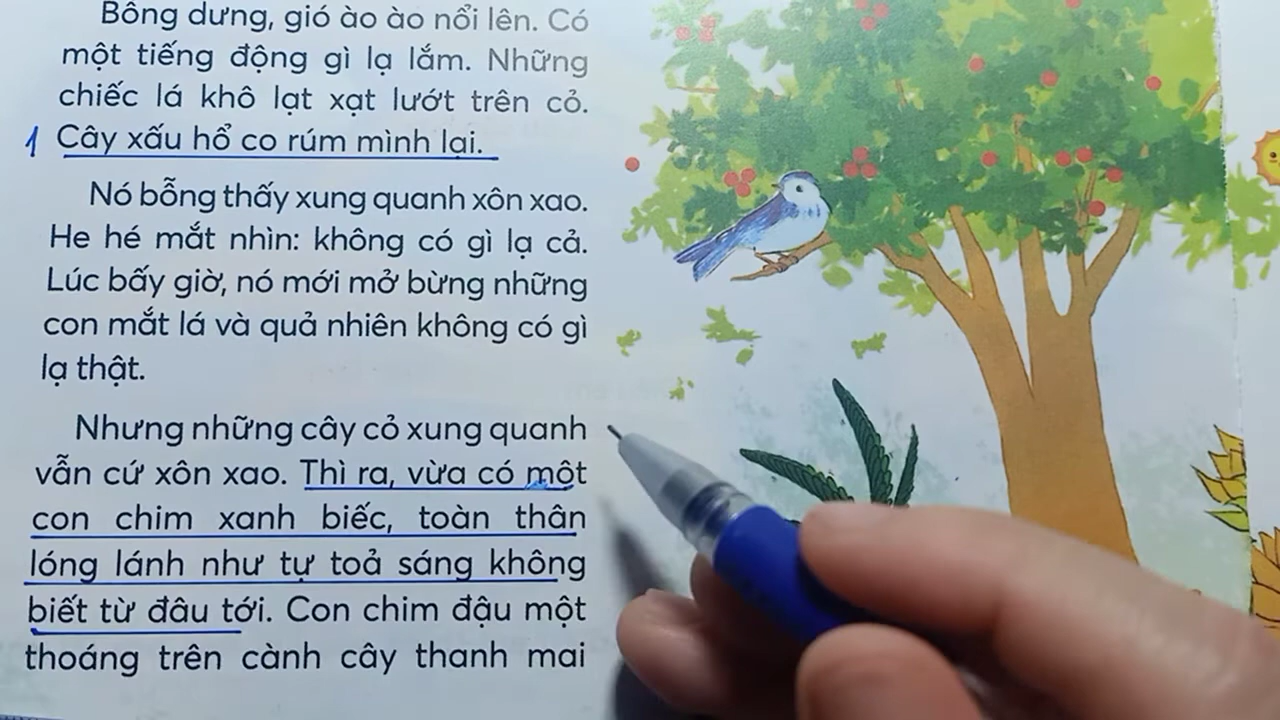 Bỗng dưng, gió ào ào nổi lên. Có
một tiếng động gì lạ lắm. Những
chiếc lá khô lạt xạt lướt trên cỏ.
1 Cây xấu hổ co rúm mình lại.
Nó bỗng thấy xung quanh xôn xao.
He hé mắt nhìn: không có gì lạ cả.
Lúc bấy giờ, nó mới mở bừng những
con mắt lá và quả nhiên không có gì
lạ thật.
Nhưng những cây cỏ xung quanh
vẫn cứ xôn xao. Thì ra, vừa có một
con chim xanh biếc, toàn thân
lóng lánh như tự toả sáng không
biết từ đâu tới. Con chim đậu một
thoáng trên cành cây thanh mai